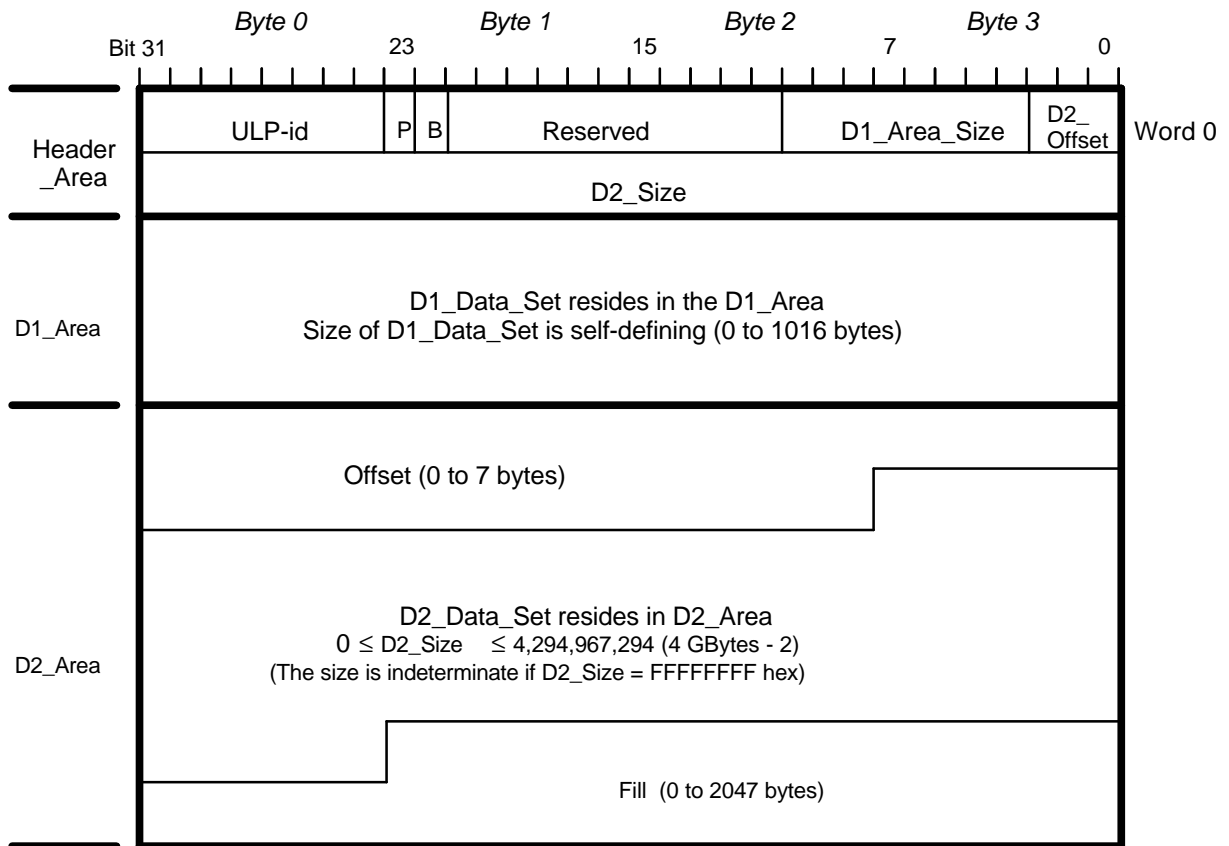 Byte 0 Byte 1 Byte 2 Byte 3
Bit 31 23 15 7 0
Header
_Area
ULP-id P B Reserved D1_Area_Size D2_
Offset
Word 0
D2_Size
D1_Area
D1_Data_Set resides in the D1_Area
Size of D1_Data_Set is self-defining (0 to 1016 bytes)
Offset (0 to 7 bytes)
D2_Area
D2_Data_Set resides in D2_Area
0 ≤ D2_Size ≤ 4,294,967,294 (4 GBytes - 2)
(The size is indeterminate if D2_Size = FFFFFFFF hex)
Fill (0 to 2047 bytes)